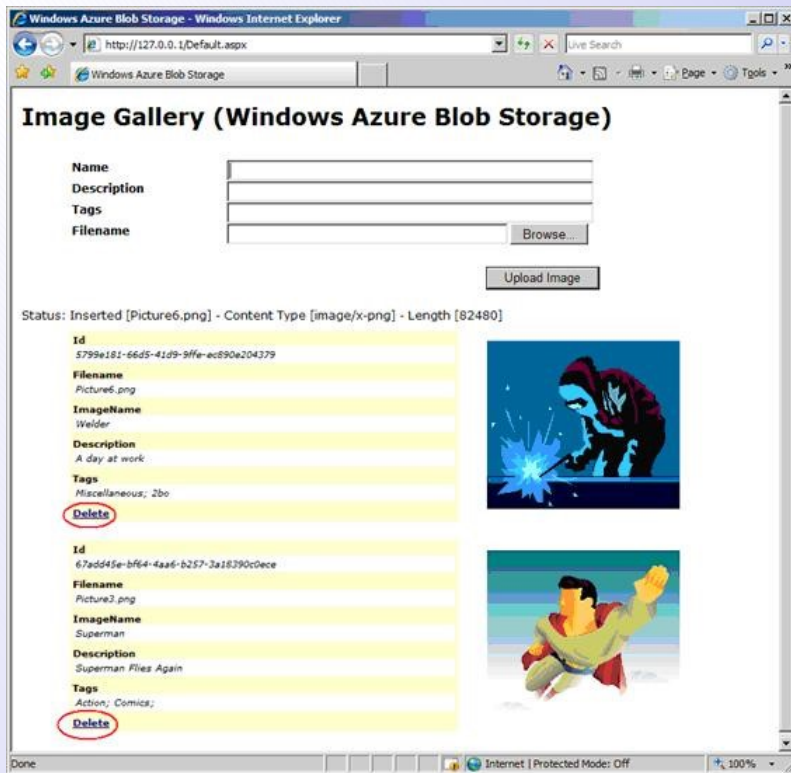 Windows Azure Blob Storage - Windows Internet Explorer
http://127.0.0.1/Default.aspx
Live Search
Windows Azure Blob Storage
Page
Tools
Image Gallery (Windows Azure Blob Storage)
Name
Description
Tags
Filename
Browse...
Upload Image
Status: Inserted [Picture6.png] - Content Type [image/x-png] - Length [82480]
Id
5799e181-66d5-41d9-9ffe-ec890e204379
Filename
Picture6.png
ImageName
Welder
Description
A day at work
Tags
Miscellaneous; 2bo
Delete
Id
67add45e-bf64-4aa6-b257-3a18390c0ece
Filename
Picture3.png
ImageName
Superman
Description
Superman Flies Again
Tags
Action; Comics;
Delete
Done
Internet | Protected Mode: Off
100%